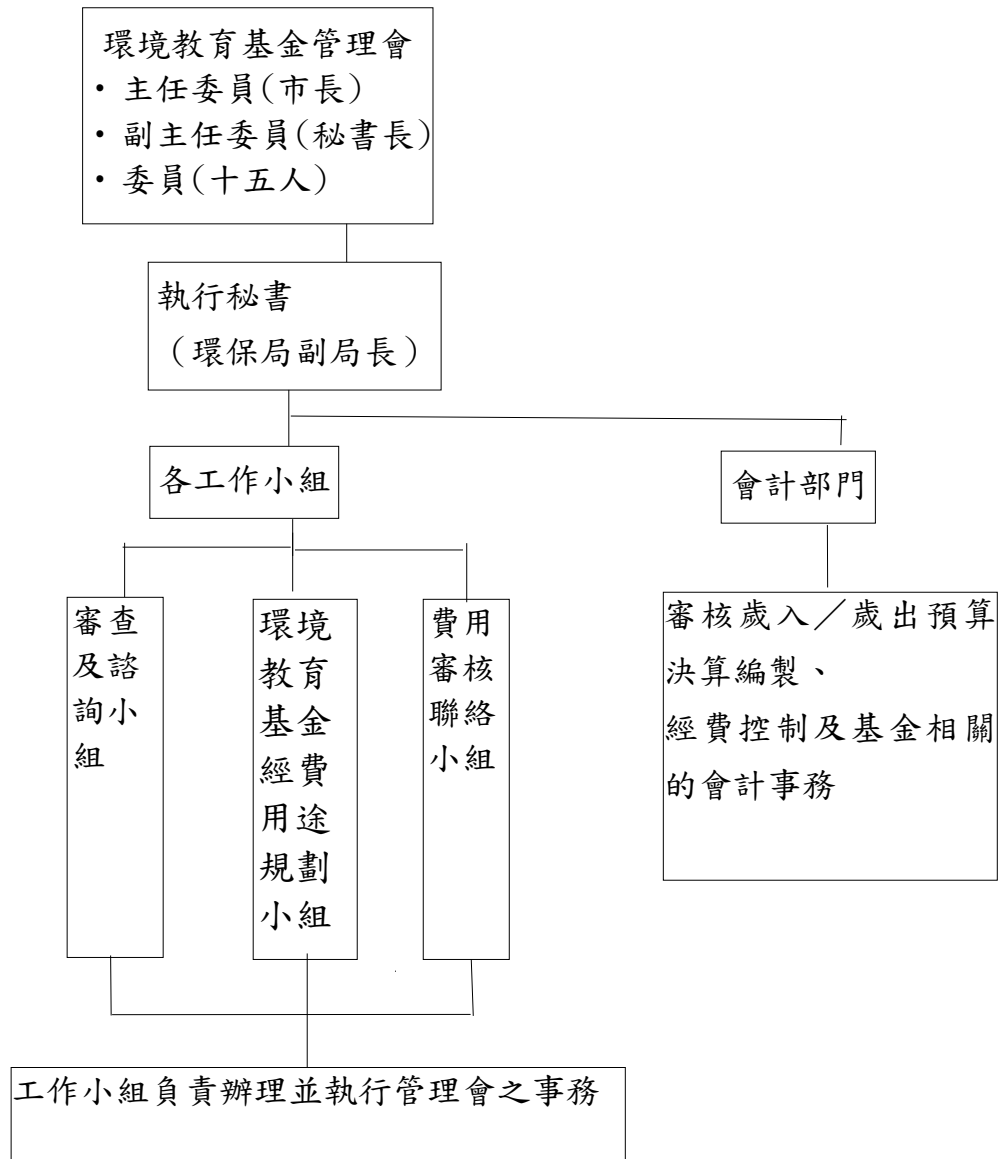 環境教育基金管理會
• 主任委員(市長)
• 副主任委員(秘書長)
• 委員(十五人)
執行秘書
（環保局副局長）
各工作小組
會計部門
審查
及諮
詢小
組
環境
教育
基金
經費
用途
規劃
小組
費用
審核
聯絡
小組
審核歲入／歲出預算
決算編製、
經費控制及基金相關
的會計事務
工作小組負責辦理並執行管理會之事務